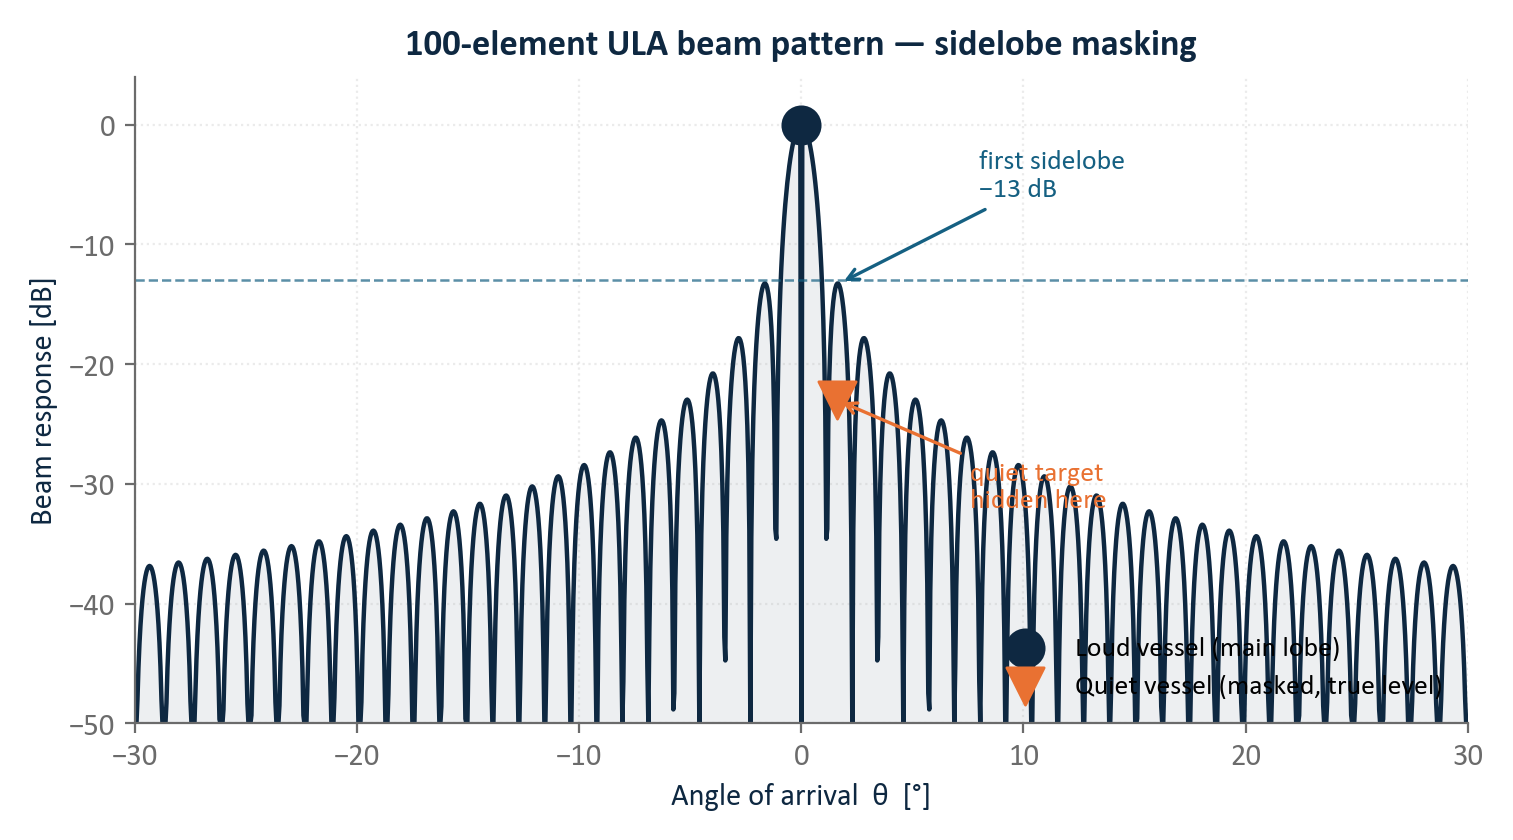 100-element ULA beam pattern — sidelobe masking
0
−10
−20
−30
−40
−50
Beam response [dB]
first sidelobe
−13 dB
quiet target
hidden here
Loud vessel (main lobe)
Quiet vessel (masked, true level)
−30
−20
−10
0
10
20
30
Angle of arrival θ [°]